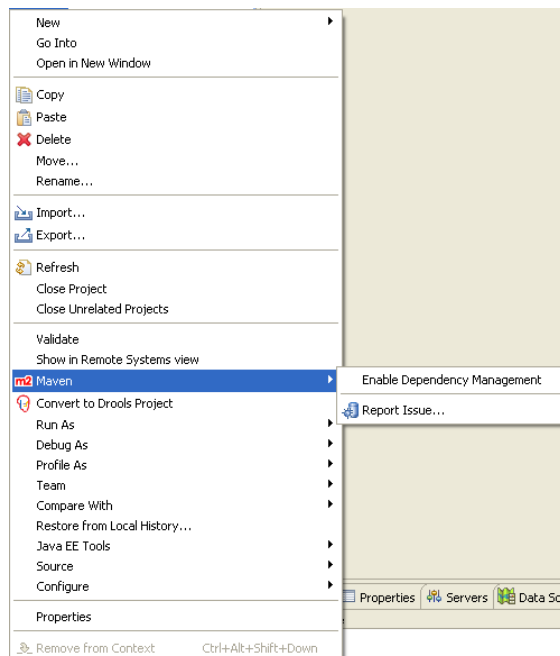 New
Go Into
Open in New Window
Copy
Paste
Delete
Move...
Rename...
Import...
Export...
Refresh
Close Project
Close Unrelated Projects
Validate
Show in Remote Systems view
m2 Maven
Enable Dependency Management
Report Issue...
Convert to Drools Project
Run As
Debug As
Profile As
Team
Compare With
Restore from Local History...
Java EE Tools
Source
Configure
Properties Servers Data So
Properties
Remove from Context Ctrl+Alt+Shift+Down